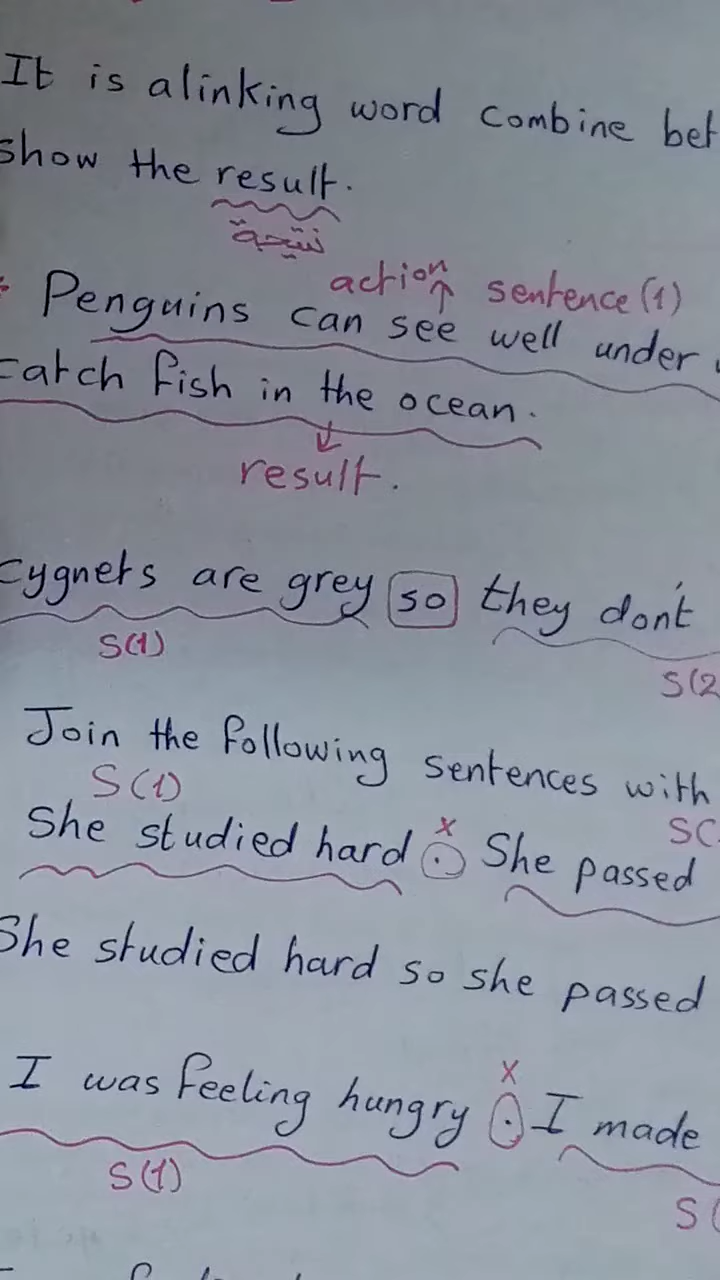 It is alinking word combine bet
show the result.
نتيجة
action ↑ sentence (1)
Penguins can see well under
catch fish in the ocean.
↓
result.
cygnets are grey so they don't
S(1)
S(2
Join the following sentences with
S(1)
S(
x
She studied hard . She passed
She studied hard so she passed
x
I was feeling hungry . I made
S(1)
S(